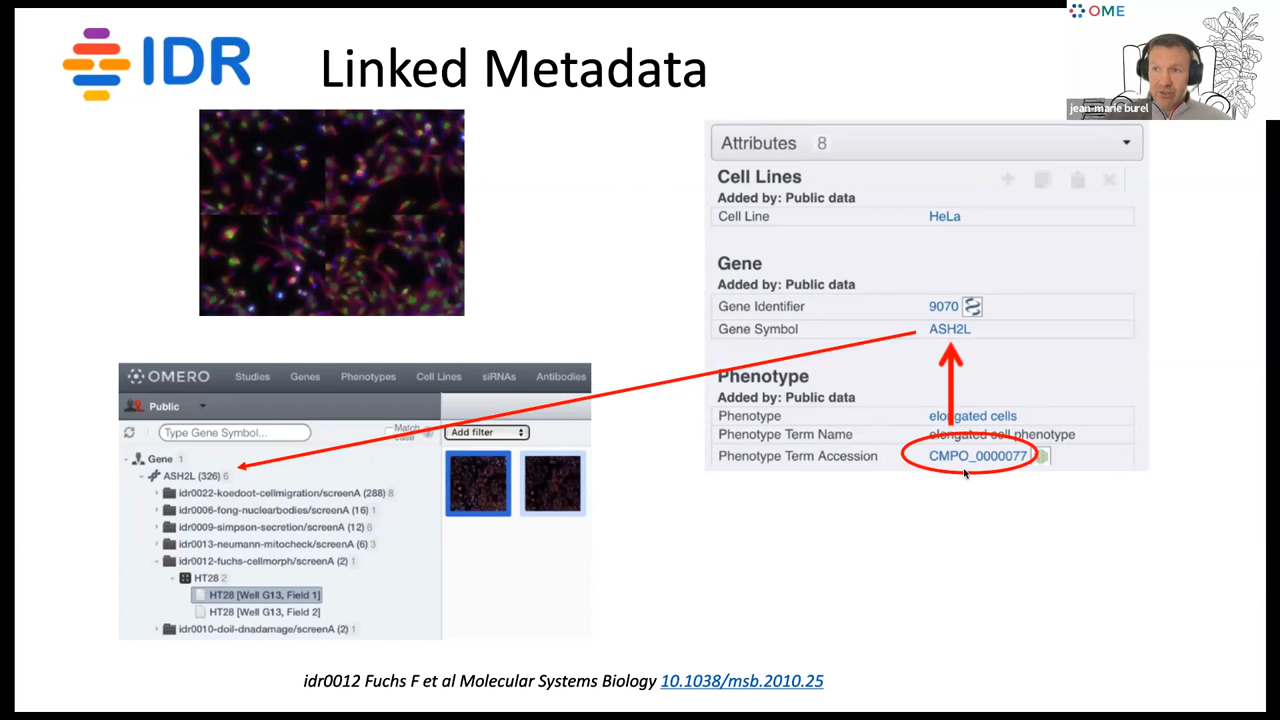 OME
IDR
Linked Metadata
jean-marie burel
Attributes 8
Cell Lines
Added by: Public data
Cell Line HeLa
Gene
Added by: Public data
Gene Identifier 9070
Gene Symbol ASH2L
Phenotype
Added by: Public data
Phenotype elongated cells
Phenotype Term Name elongated cell phenotype
Phenotype Term Accession CMPO_0000077
OMERO Studies Genes Phenotypes Cell Lines siRNAs Antibodies
Public
Type Gene Symbol... Match case Add filter
Gene 1
ASH2L (326) 6
idr0022-koedoot-cellmigration/screenA (288) 8
idr0006-fong-nuclearbodies/screenA (16) 1
idr0009-simpson-secretion/screenA (12) 6
idr0013-neumann-mitocheck/screenA (6) 3
idr0012-fuchs-cellmorph/screenA (2) 1
HT28 2
HT28 [Well G13, Field 1]
HT28 [Well G13, Field 2]
idr0010-doil-dnadamage/screenA (2) 1
idr0012 Fuchs F et al Molecular Systems Biology 10.1038/msb.2010.25